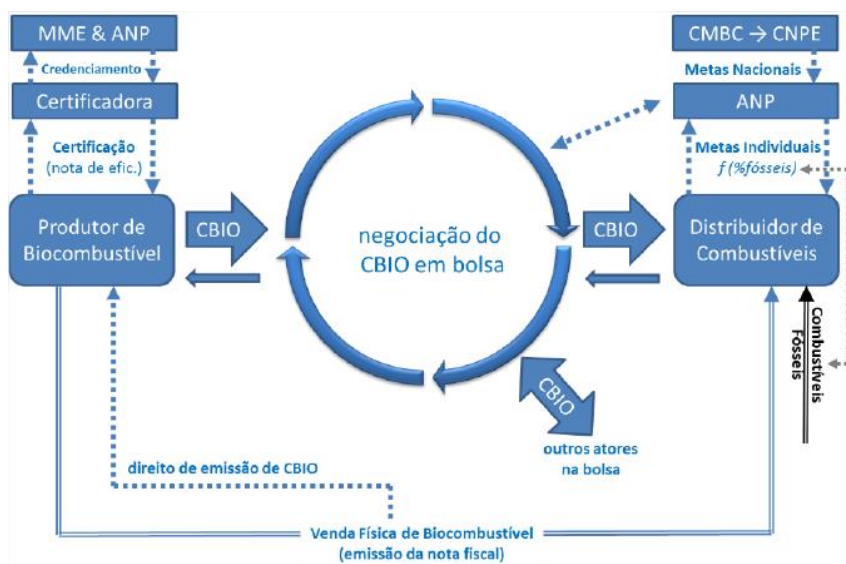 MME & ANP
Credenciamento
Certificadora
Certificação
(nota de efic.)
Produtor de
Biocombustível
CBIO
negociação do
CBIO em bolsa
CBIO
CMBC → CNPE
Metas Nacionais
ANP
Metas Individuais
f (%fósseis)
Distribuidor de
Combustíveis
Combustíveis
Fósseis
CBIO
outros atores
na bolsa
direito de emissão de CBIO
Venda Física de Biocombustível
(emissão da nota fiscal)